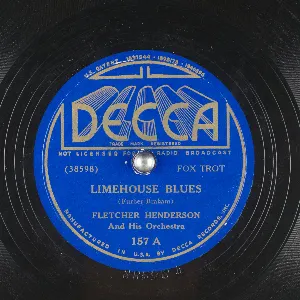 DECCA
TRADE MARK REGISTERED
NOT LICENSED FOR RADIO BROADCAST
(38598) FOX TROT
LIMEHOUSE BLUES
(Furber Braham)
FLETCHER HENDERSON
And His Orchestra
157 A
MANUFACTURED IN U.S.A. BY DECCA RECORDS, INC.